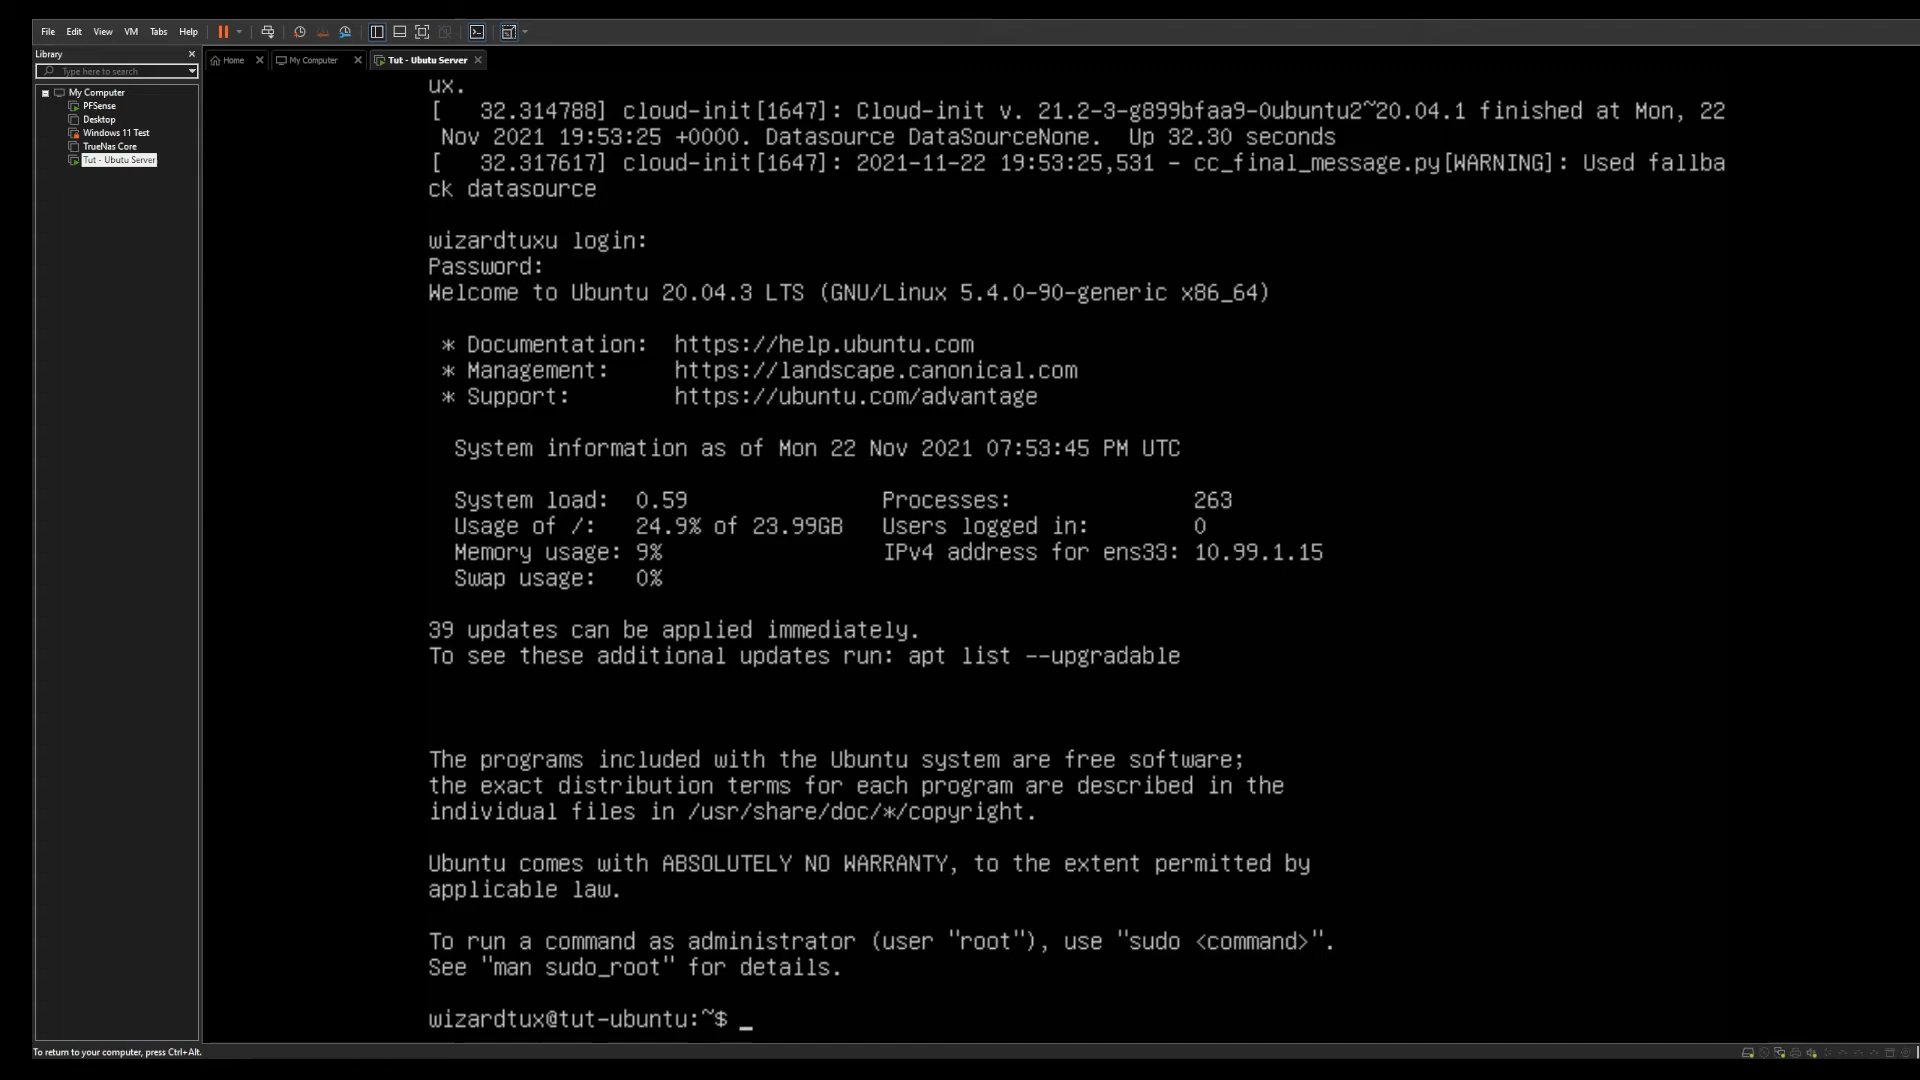 File Edit View VM Tabs Help
Library
Type here to search
Home
My Computer
Tut - Ubutu Server
My Computer
PFSense
Desktop
Windows 11 Test
TrueNas Core
Tut - Ubutu Server
ux.
[   32.314788] cloud-init[1647]: Cloud-init v. 21.2-3-g899bfaa9-0ubuntu2~20.04.1 finished at Mon, 22
Nov 2021 19:53:25 +0000. Datasource DataSourceNone.  Up 32.30 seconds
[   32.317617] cloud-init[1647]: 2021-11-22 19:53:25,531 - cc_final_message.py[WARNING]: Used fallba
ck datasource
wizardtuxu login:
Password:
Welcome to Ubuntu 20.04.3 LTS (GNU/Linux 5.4.0-90-generic x86_64)
* Documentation:  https://help.ubuntu.com
* Management:     https://landscape.canonical.com
* Support:        https://ubuntu.com/advantage
System information as of Mon 22 Nov 2021 07:53:45 PM UTC
System load:  0.59               Processes:              263
Usage of /:   24.9% of 23.99GB   Users logged in:        0
Memory usage: 9%                 IPv4 address for ens33: 10.99.1.15
Swap usage:   0%
39 updates can be applied immediately.
To see these additional updates run: apt list --upgradable
The programs included with the Ubuntu system are free software;
the exact distribution terms for each program are described in the
individual files in /usr/share/doc/*/copyright.
Ubuntu comes with ABSOLUTELY NO WARRANTY, to the extent permitted by
applicable law.
To run a command as administrator (user "root"), use "sudo <command>".
See "man sudo_root" for details.
wizardtux@tut-ubuntu:~$ _
To return to your computer, press Ctrl+Alt.